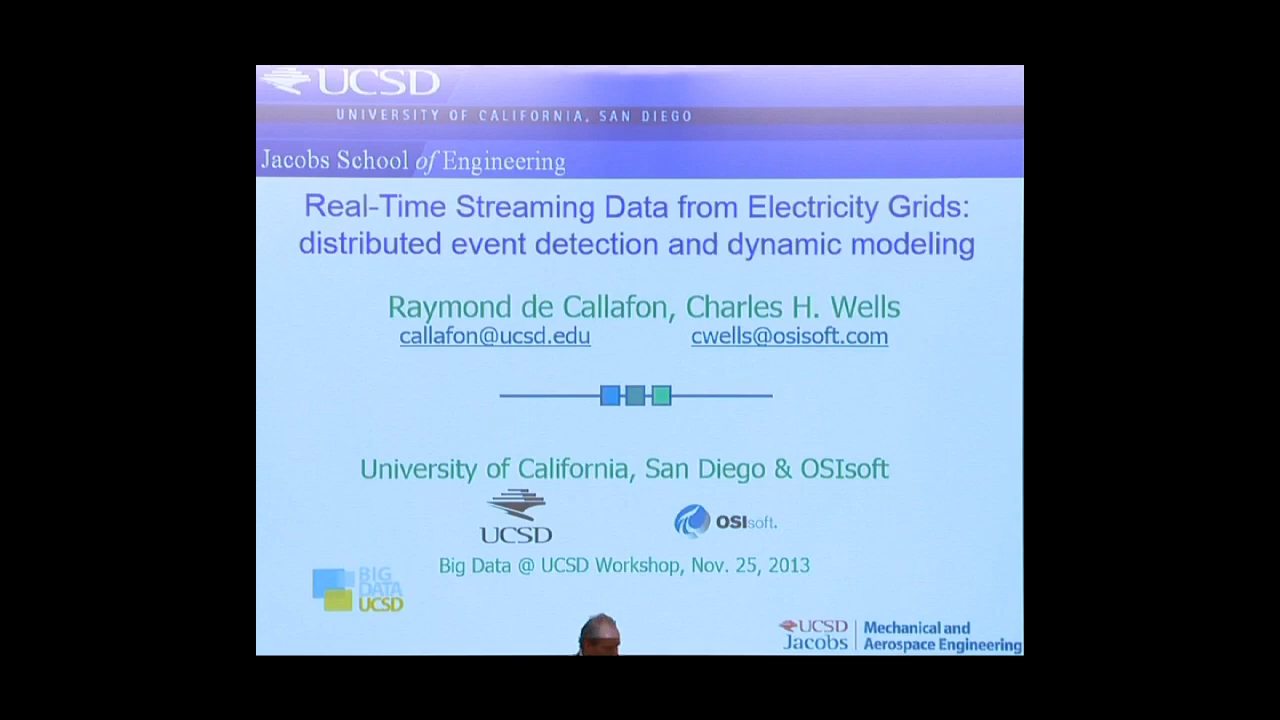 UCSD
UNIVERSITY OF CALIFORNIA, SAN DIEGO
Jacobs School of Engineering
Real-Time Streaming Data from Electricity Grids:
distributed event detection and dynamic modeling
Raymond de Callafon, Charles H. Wells
callafon@ucsd.edu cwells@osisoft.com
University of California, San Diego & OSIsoft
UCSD
OSIsoft.
Big Data @ UCSD Workshop, Nov. 25, 2013
BIG
DATA
UCSD
UCSD
Jacobs
Mechanical and
Aerospace Engineering